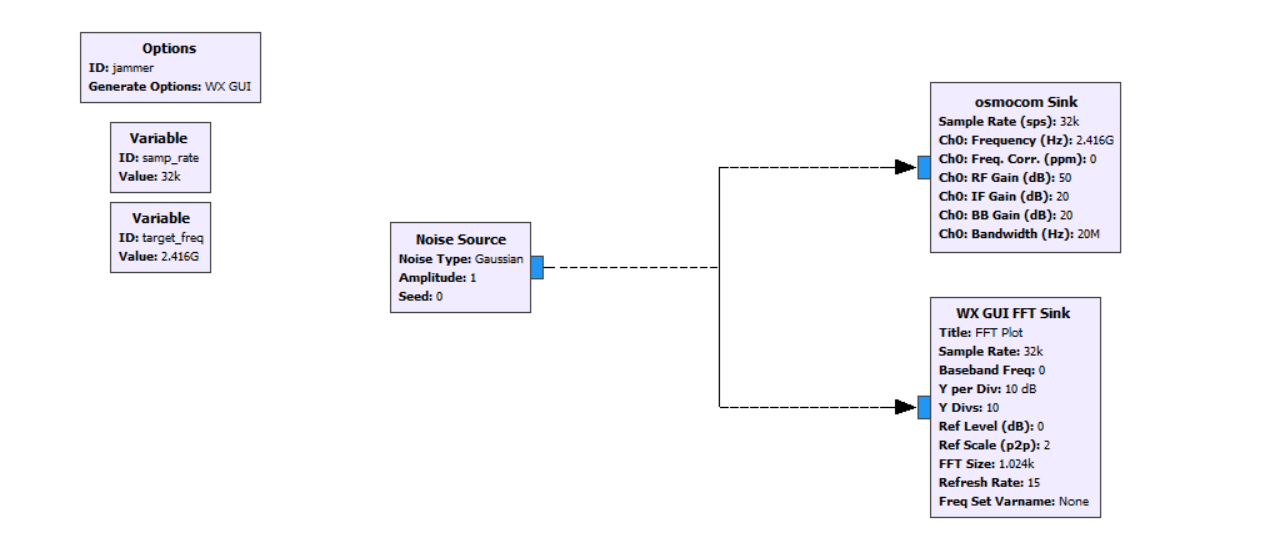 Options
ID: jammer
Generate Options: WX GUI
Variable
ID: samp_rate
Value: 32k
Variable
ID: target_freq
Value: 2.416G
Noise Source
Noise Type: Gaussian
Amplitude: 1
Seed: 0
osmocom Sink
Sample Rate (sps): 32k
Ch0: Frequency (Hz): 2.416G
Ch0: Freq. Corr. (ppm): 0
Ch0: RF Gain (dB): 50
Ch0: IF Gain (dB): 20
Ch0: BB Gain (dB): 20
Ch0: Bandwidth (Hz): 20M
WX GUI FFT Sink
Title: FFT Plot
Sample Rate: 32k
Baseband Freq: 0
Y per Div: 10 dB
Y Divs: 10
Ref Level (dB): 0
Ref Scale (p2p): 2
FFT Size: 1.024k
Refresh Rate: 15
Freq Set Varname: None